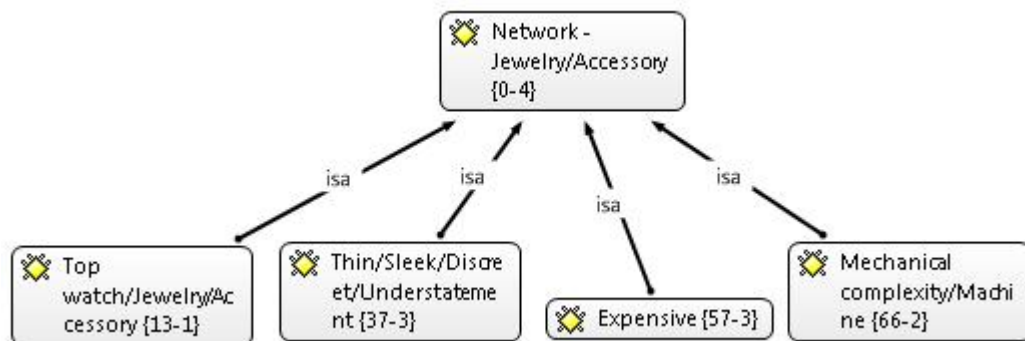 Network -
Jewelry/Accessory
{0-4}
isa
isa
isa
isa
Top
watch/Jewelry/Ac
cessory {13-1}
Thin/Sleek/Discre
et/Understateme
nt {37-3}
Expensive {57-3}
Mechanical
complexity/Machi
ne {66-2}